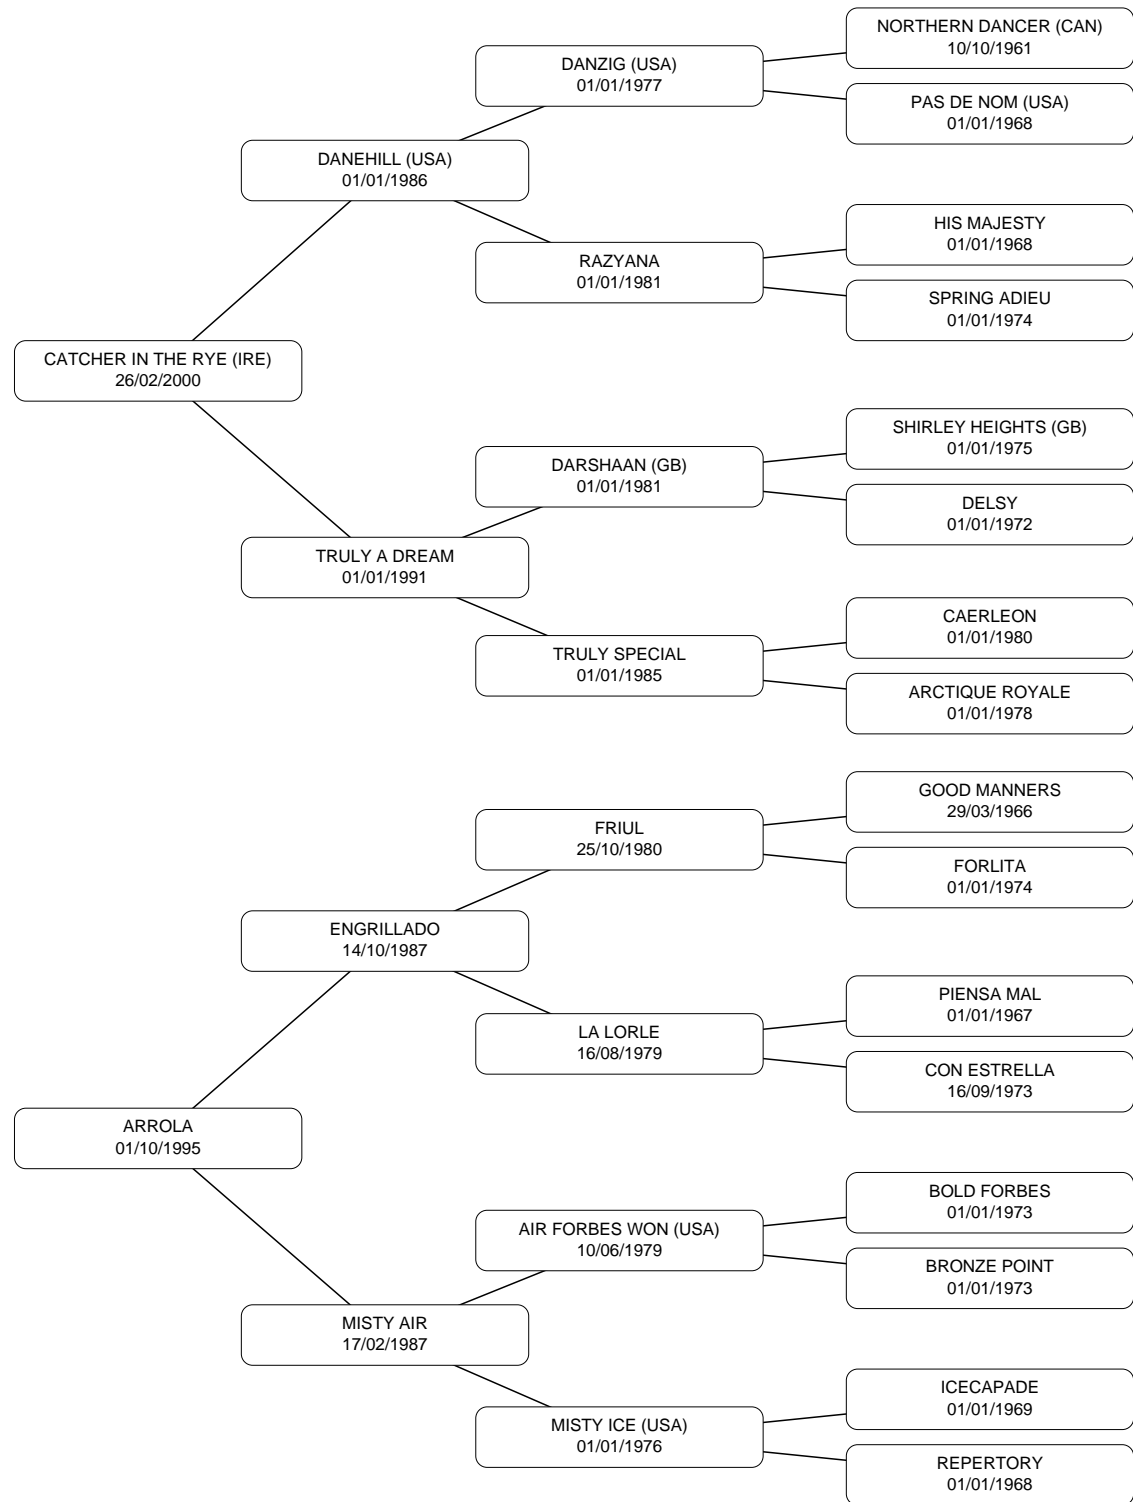 NORTHERN DANCER (CAN)
10/10/1961
DANZIG (USA)
01/01/1977
PAS DE NOM (USA)
01/01/1968
DANEHILL (USA)
01/01/1986
HIS MAJESTY
01/01/1968
RAZYANA
01/01/1981
SPRING ADIEU
01/01/1974
CATCHER IN THE RYE (IRE)
26/02/2000
SHIRLEY HEIGHTS (GB)
01/01/1975
DARSHAAN (GB)
01/01/1981
DELSY
01/01/1972
TRULY A DREAM
01/01/1991
CAERLEON
01/01/1980
TRULY SPECIAL
01/01/1985
ARCTIQUE ROYALE
01/01/1978
GOOD MANNERS
29/03/1966
FRIUL
25/10/1980
FORLITA
01/01/1974
ENGRILLADO
14/10/1987
PIENSA MAL
01/01/1967
LA LORLE
16/08/1979
CON ESTRELLA
16/09/1973
ARROLA
01/10/1995
BOLD FORBES
01/01/1973
AIR FORBES WON (USA)
10/06/1979
BRONZE POINT
01/01/1973
MISTY AIR
17/02/1987
ICECAPADE
01/01/1969
MISTY ICE (USA)
01/01/1976
REPERTORY
01/01/1968